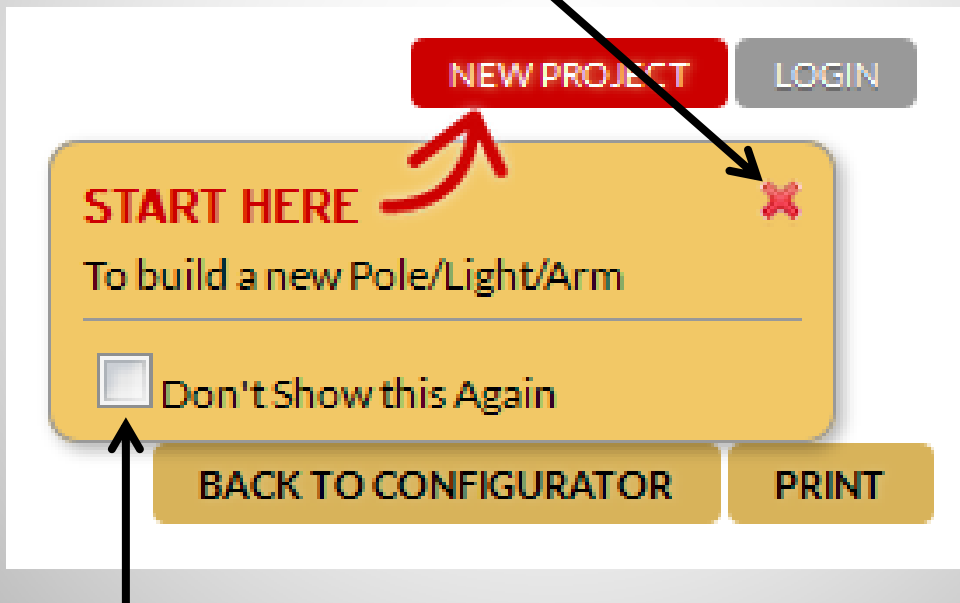 NEW PROJECT LOGIN
START HERE
To build a new Pole/Light/Arm
Don't Show this Again
BACK TO CONFIGURATOR PRINT